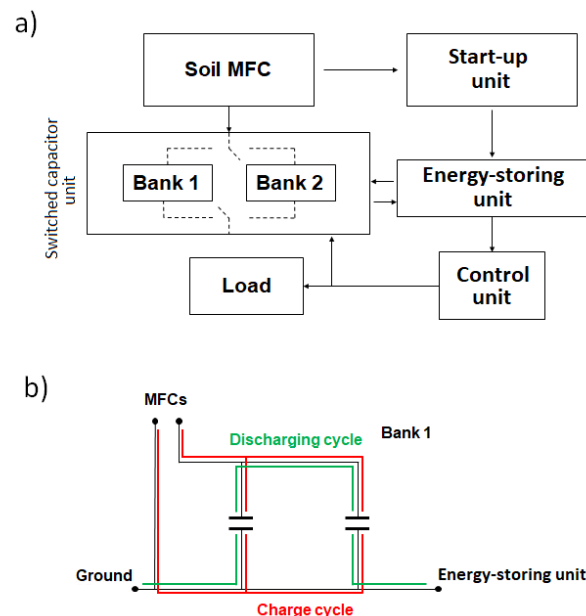 a)
Soil MFC
Start-up
unit
Switched capacitor
unit
Bank 1
Bank 2
Energy-storing
unit
Load
Control
unit
b)
MFCs
Discharging cycle
Bank 1
Ground
Energy-storing unit
Charge cycle